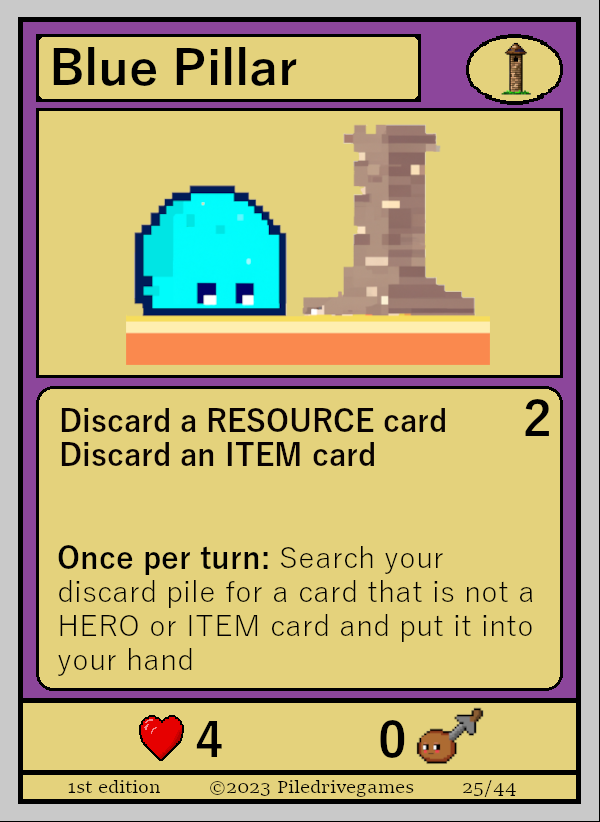 Blue Pillar
Discard a RESOURCE card
2
Discard an ITEM card
Once per turn: Search your
discard pile for a card that is not a
HERO or ITEM card and put it into
your hand
4
0
1st edition ©2023 Piledrivegames 25/44